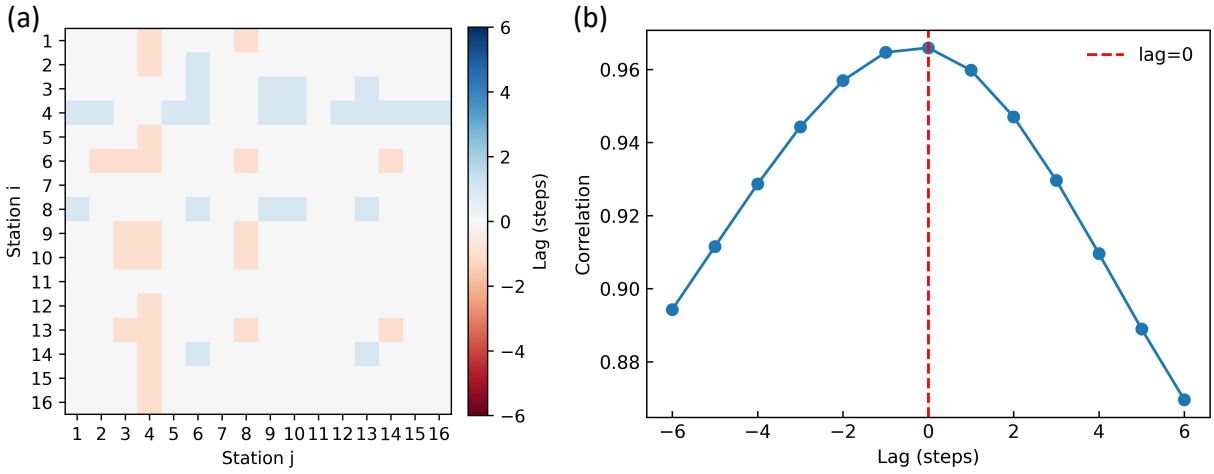 (a)
1
2
3
4
5
6
7
8
9
10
11
12
13
14
15
16
Station i
1 2 3 4 5 6 7 8 9 10 11 12 13 14 15 16
Station j
6
4
2
0
−2
−4
−6
Lag (steps)
(b)
lag=0
0.96
0.94
0.92
0.90
0.88
Correlation
−6 −4 −2 0 2 4 6
Lag (steps)